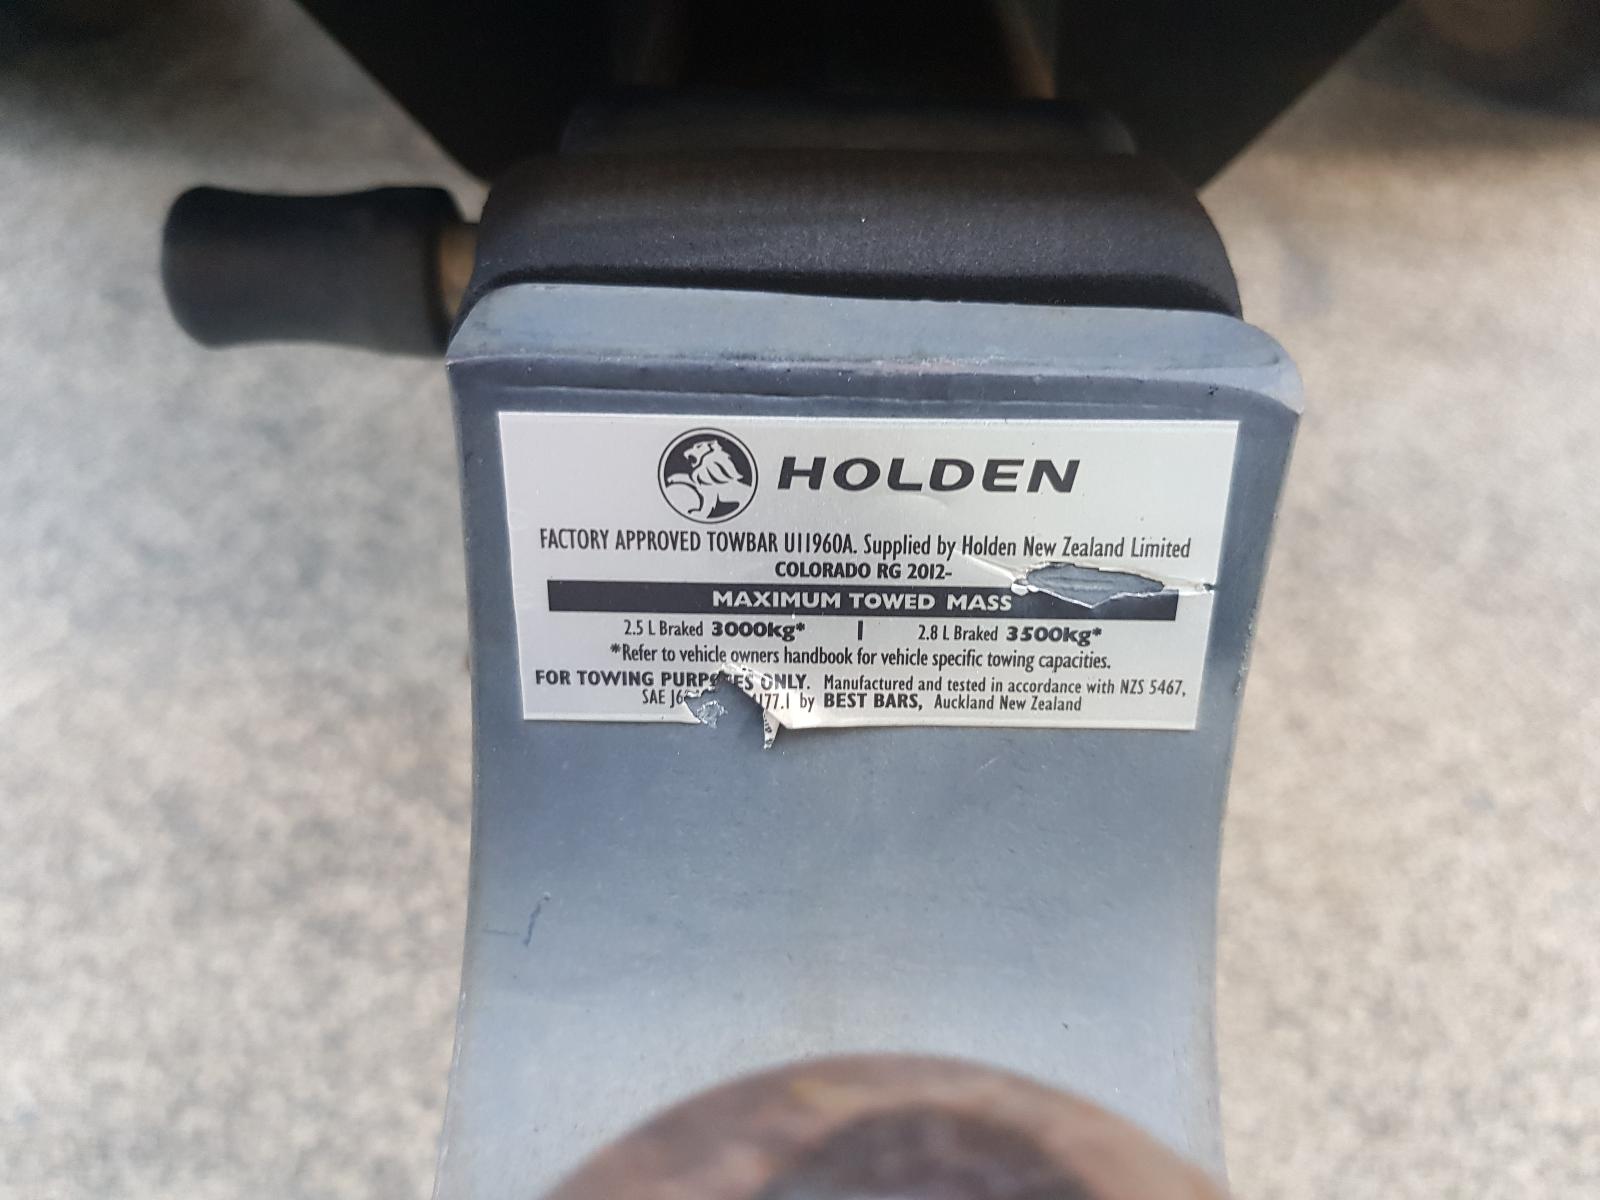 HOLDEN
FACTORY APPROVED TOWBAR U11960A. Supplied by Holden New Zealand Limited
COLORADO RG 2012-
MAXIMUM TOWED MASS
2.5 L Braked 3000kg* | 2.8 L Braked 3500kg*
*Refer to vehicle owners handbook for vehicle specific towing capacities.
FOR TOWING PURPOSES ONLY. Manufactured and tested in accordance with NZS 5467,
SAE by BEST BARS, Auckland New Zealand